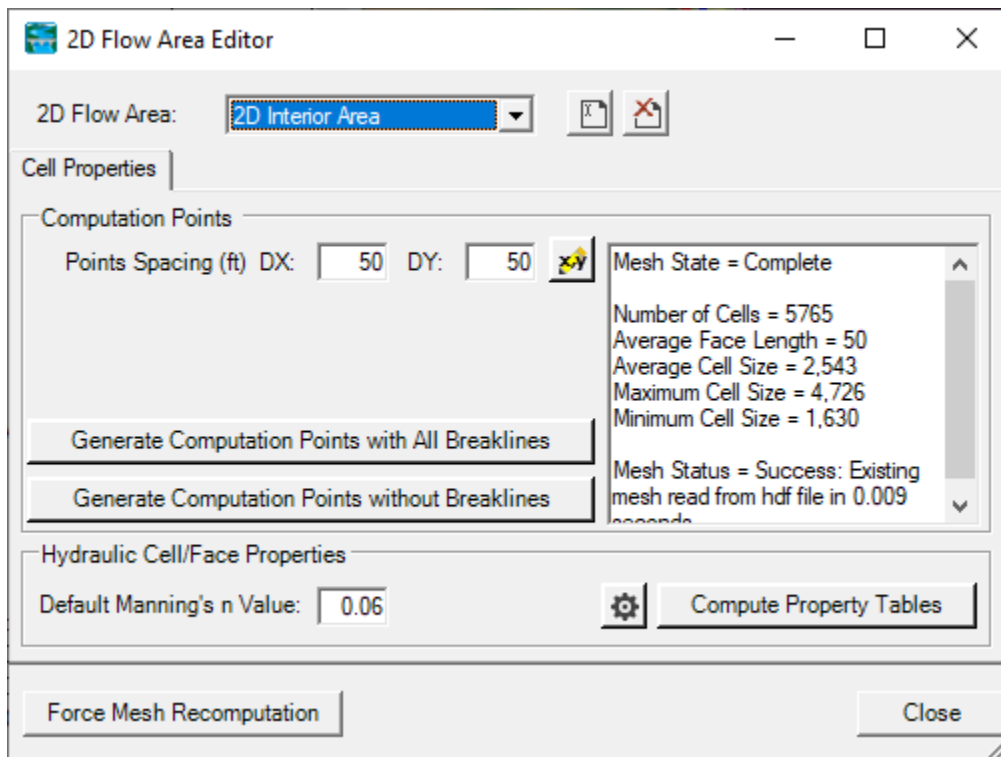 2D Flow Area Editor
2D Flow Area: 2D Interior Area
Cell Properties
Computation Points
Points Spacing (ft) DX: 50 DY: 50
Mesh State = Complete
Number of Cells = 5765
Average Face Length = 50
Average Cell Size = 2,543
Maximum Cell Size = 4,726
Minimum Cell Size = 1,630
Mesh Status = Success: Existing
mesh read from hdf file in 0.009
seconds
Generate Computation Points with All Breaklines
Generate Computation Points without Breaklines
Hydraulic Cell/Face Properties
Default Manning's n Value: 0.06
Compute Property Tables
Force Mesh Recomputation
Close